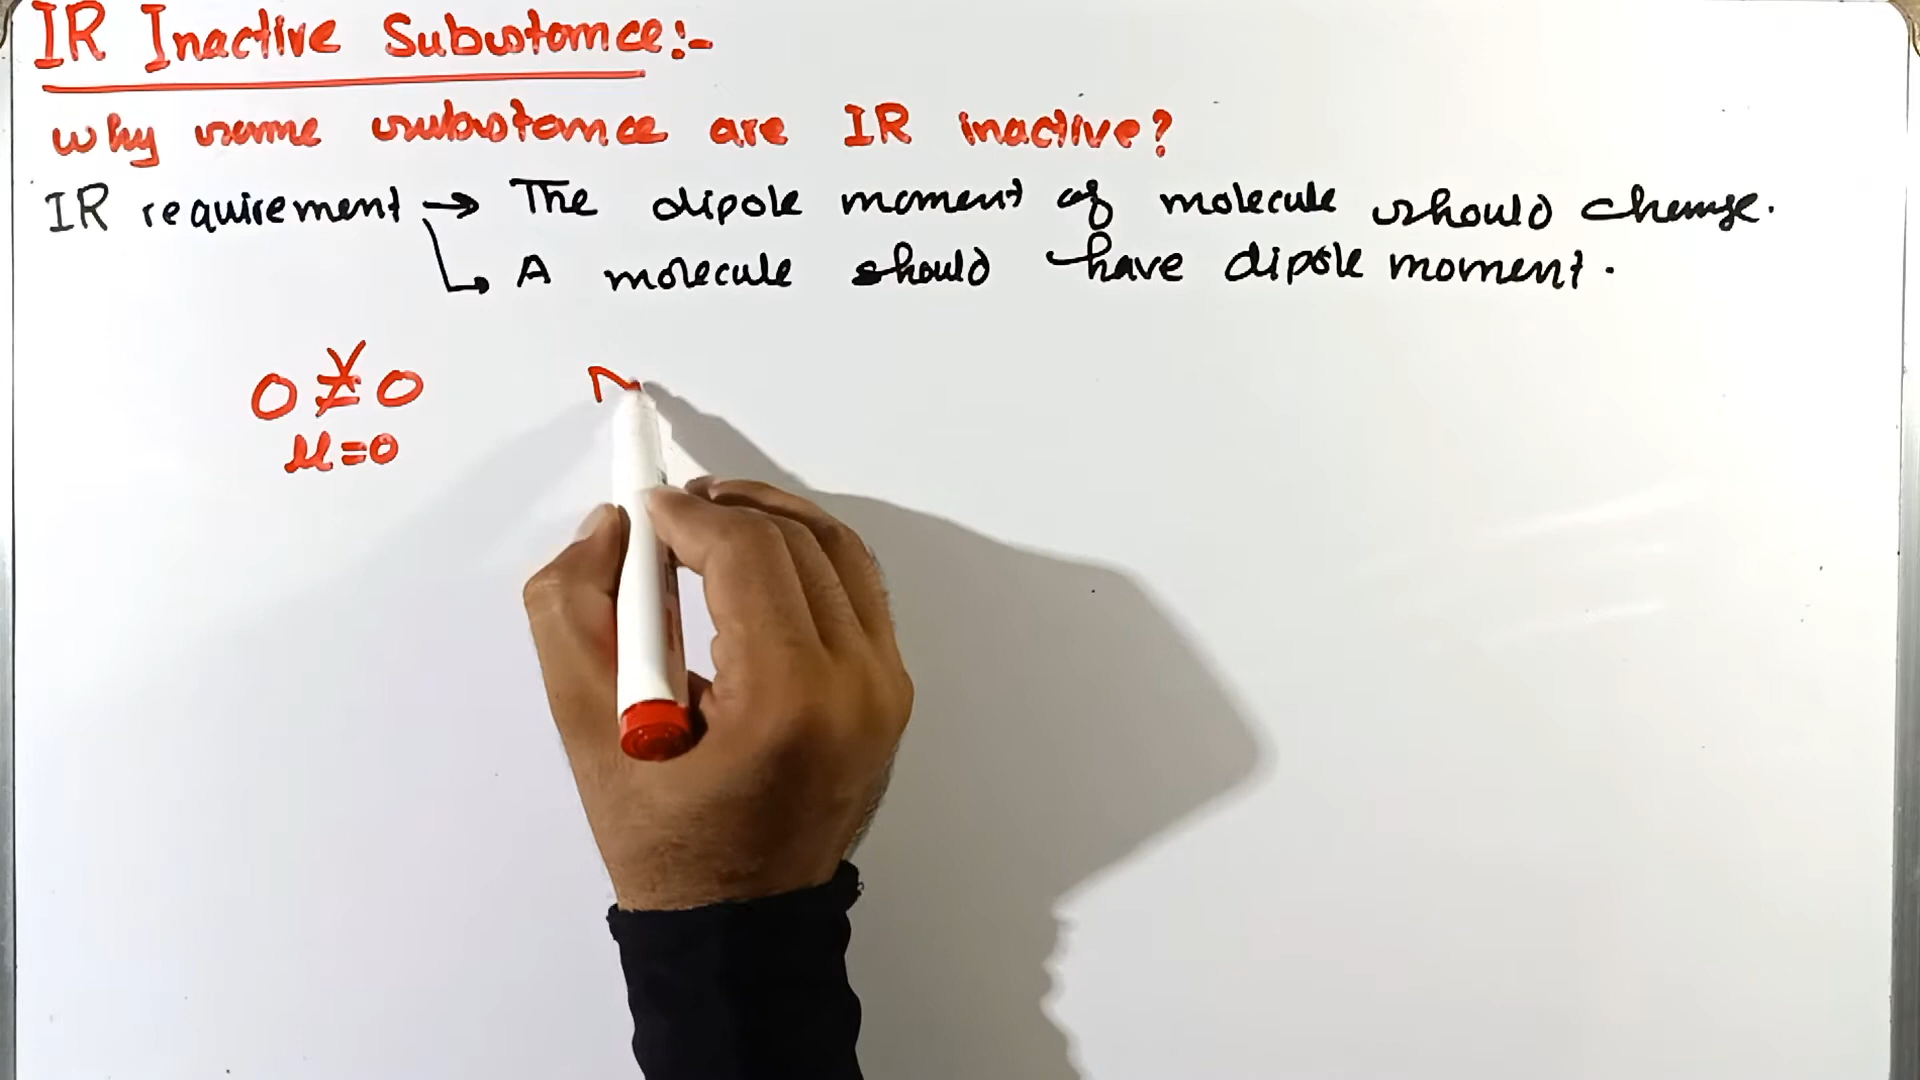 IR Inactive Substance:-
Why some substance are IR inactive?
IR requirement → The dipole moment of molecule should change.
↳ A molecule should have dipole moment.
O = O
μ=0
N